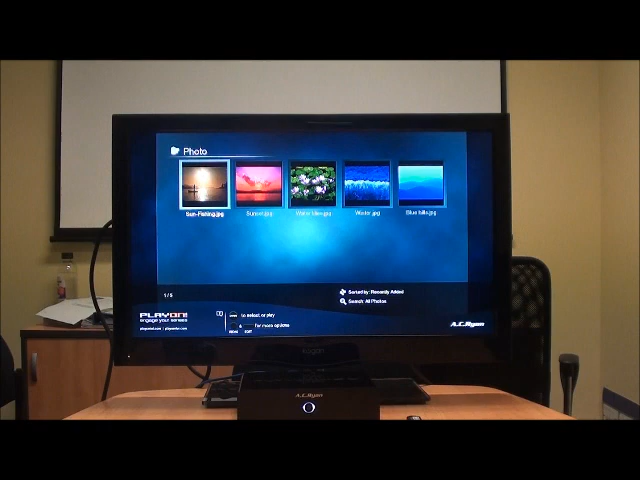 Photo
Sun-Fishing.jpg
Sunset.jpg
Water lilies.jpg
Winter.jpg
Blue hills.jpg
1/5
Sorted by: Recently Added
Search: All Photos
PLAYON!
engage your senses
to select or play
for more options
A.C.Ryan
A.C.Ryan